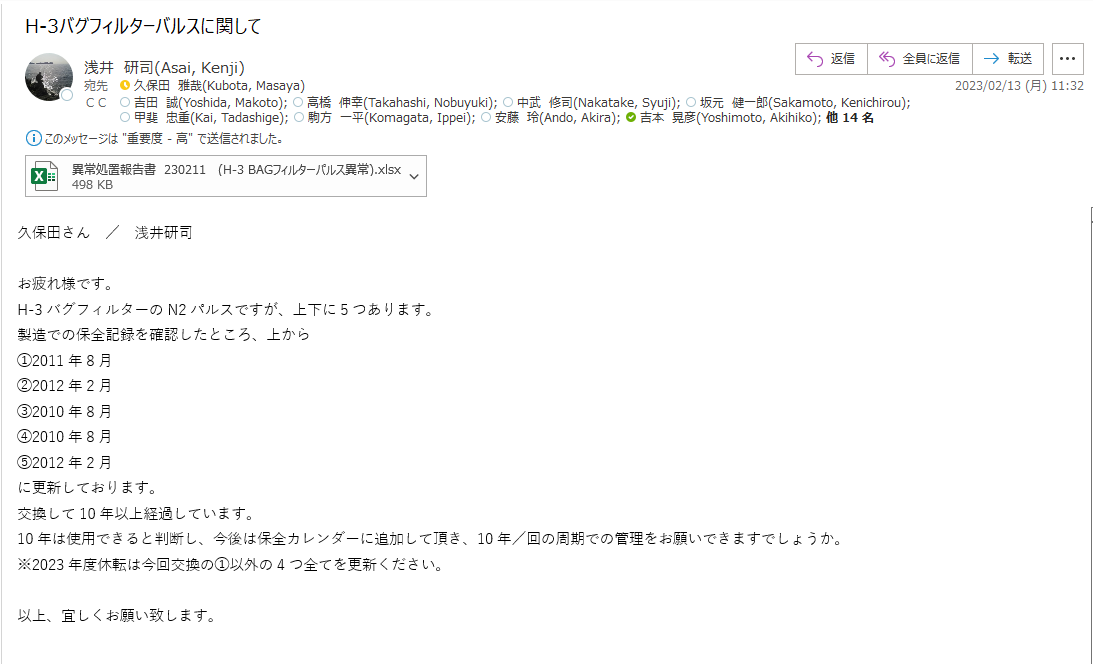 H-3バグフィルターバルスに関して
浅井 研司(Asai, Kenji)
返信
全員に返信
転送
宛先 久保田 雅哉(Kubota, Masaya)
2023/02/13 (月) 11:32
CC 吉田 誠(Yoshida, Makoto); 高橋 伸幸(Takahashi, Nobuyuki); 中武 修司(Nakatake, Syuji); 坂元 健一郎(Sakamoto, Kenichirou);
甲斐 忠重(Kai, Tadashige); 駒方 一平(Komagata, Ippei); 安藤 玲(Ando, Akira); 吉本 晃彦(Yoshimoto, Akihiko); 他 14 名
このメッセージは "重要度 - 高" で送信されました。
異常処置報告書 230211 (H-3 BAGフィルターパルス異常).xlsx
498 KB
久保田さん ／ 浅井研司
お疲れ様です。
H-3 バグフィルターの N2 パルスですが、上下に 5 つあります。
製造での保全記録を確認したところ、上から
①2011 年 8 月
②2012 年 2 月
③2010 年 8 月
④2010 年 8 月
⑤2012 年 2 月
に更新しております。
交換して 10 年以上経過しています。
10 年は使用できると判断し、今後は保全カレンダーに追加して頂き、10 年／回の周期での管理をお願いできますでしょうか。
※2023 年度休転は今回交換の①以外の 4 つ全てを更新ください。
以上、宜しくお願い致します。